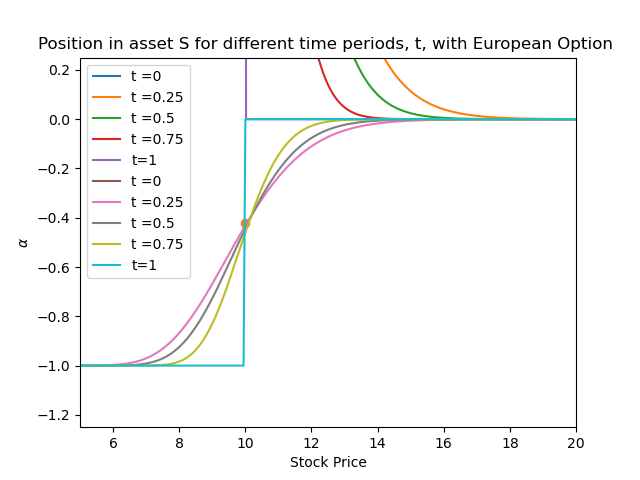 Position in asset S for different time periods, t, with European Option
0.2
0.0
−0.2
−0.4
−0.6
−0.8
−1.0
−1.2
α
t =0
t =0.25
t =0.5
t =0.75
t=1
t =0
t =0.25
t =0.5
t =0.75
t=1
6 8 10 12 14 16 18 20
Stock Price